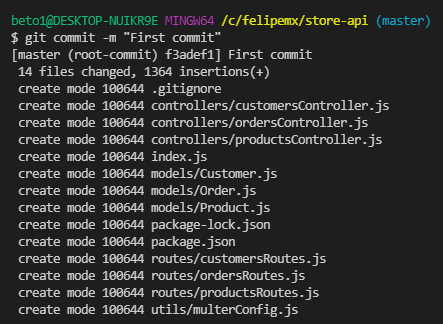 beto1@DESKTOP-NUIKR9E MINGW64 /c/felipemx/store-api (master)
$ git commit -m "First commit"
[master (root-commit) f3adef1] First commit
 14 files changed, 1364 insertions(+)
 create mode 100644 .gitignore
 create mode 100644 controllers/customersController.js
 create mode 100644 controllers/ordersController.js
 create mode 100644 controllers/productsController.js
 create mode 100644 index.js
 create mode 100644 models/Customer.js
 create mode 100644 models/Order.js
 create mode 100644 models/Product.js
 create mode 100644 package-lock.json
 create mode 100644 package.json
 create mode 100644 routes/customersRoutes.js
 create mode 100644 routes/ordersRoutes.js
 create mode 100644 routes/productsRoutes.js
 create mode 100644 utils/multerConfig.js